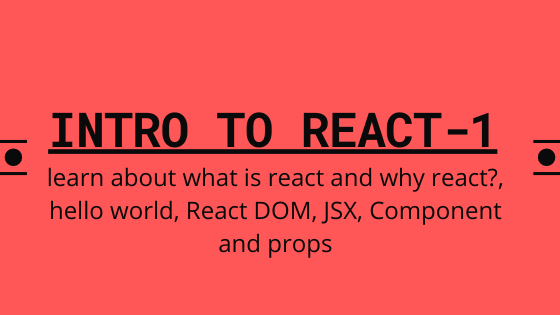 INTRO TO REACT-1
learn about what is react and why react?,
hello world, React DOM, JSX, Component
and props